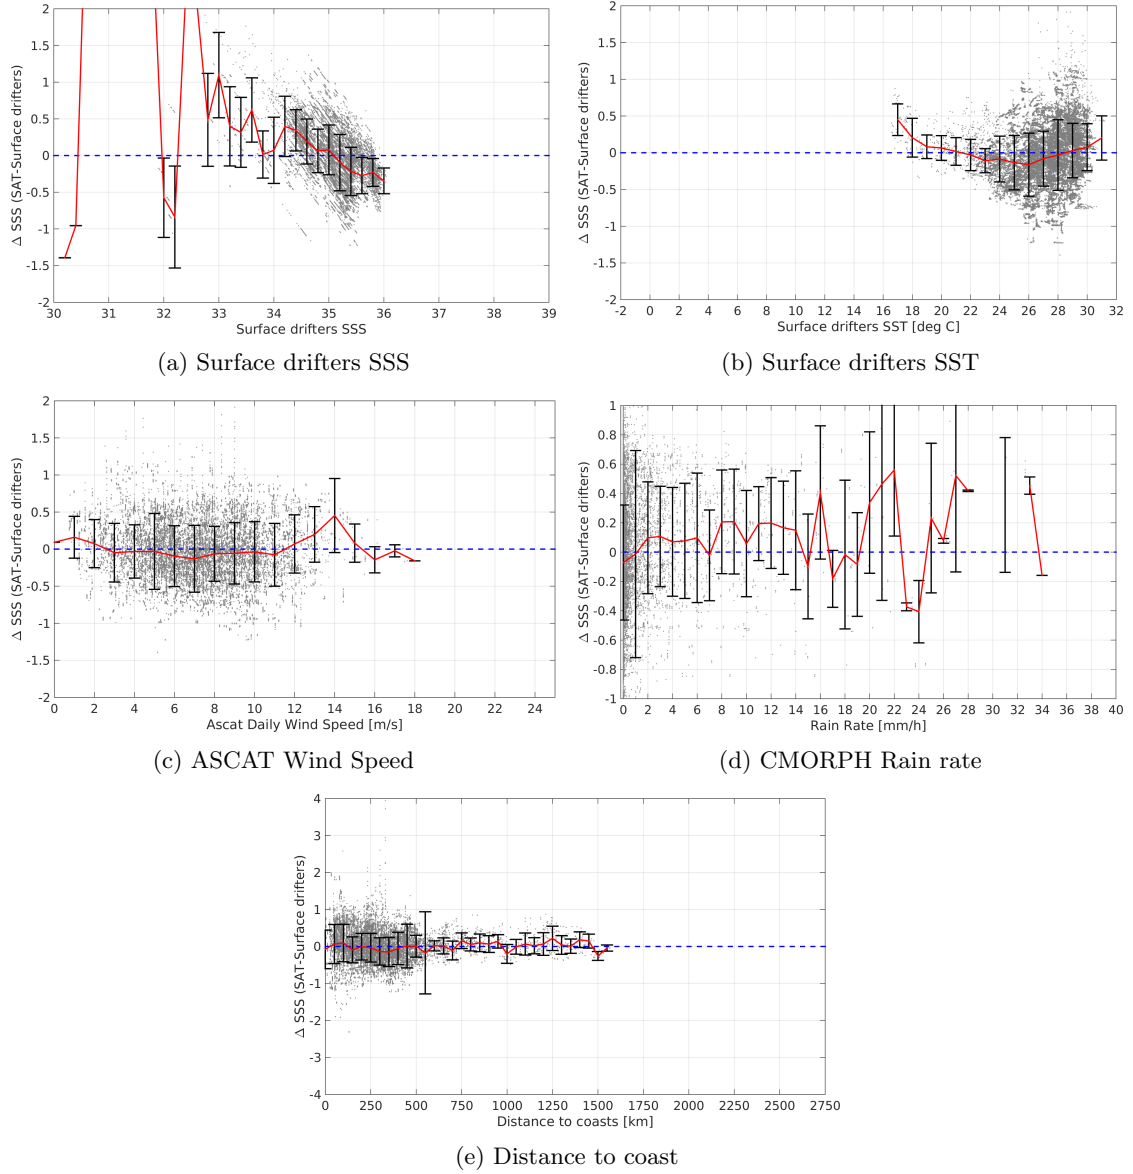 2
1.5
1
0.5
0
-0.5
-1
-1.5
-2
Δ SSS (SAT-Surface drifters)
30 31 32 33 34 35 36 37 38 39
Surface drifters SSS
(a) Surface drifters SSS
2
1.5
1
0.5
0
-0.5
-1
-1.5
-2
Δ SSS (SAT-Surface drifters)
-2 0 2 4 6 8 10 12 14 16 18 20 22 24 26 28 30 32
Surface drifters SST [deg C]
(b) Surface drifters SST
2
1.5
1
0.5
0
-0.5
-1
-1.5
-2
Δ SSS (SAT-Surface drifters)
0 2 4 6 8 10 12 14 16 18 20 22 24
Ascat Daily Wind Speed [m/s]
(c) ASCAT Wind Speed
1
0.8
0.6
0.4
0.2
0
-0.2
-0.4
-0.6
-0.8
-1
Δ SSS (SAT-Surface drifters)
0 2 4 6 8 10 12 14 16 18 20 22 24 26 28 30 32 34 36 38 40
Rain Rate [mm/h]
(d) CMORPH Rain rate
4
3
2
1
0
-1
-2
-3
-4
Δ SSS (SAT-Surface drifters)
0 250 500 750 1000 1250 1500 1750 2000 2250 2500 2750
Distance to coasts [km]
(e) Distance to coast